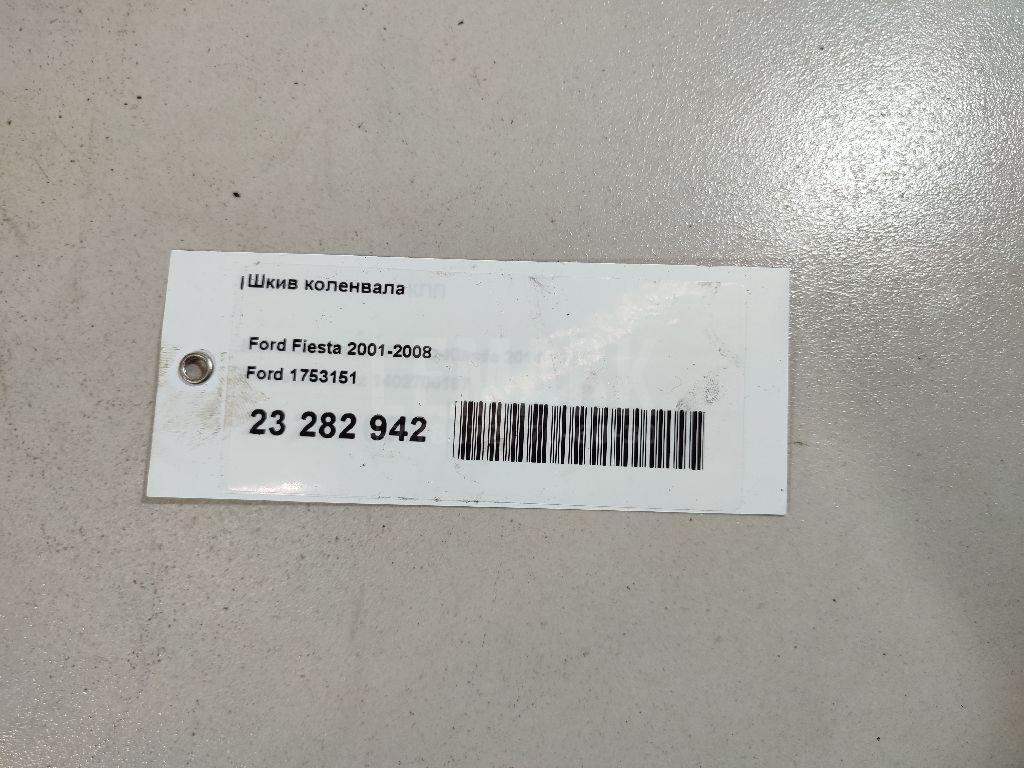 Шкив коленвала
Ford Fiesta 2001-2008
Ford 1753151
23 282 942